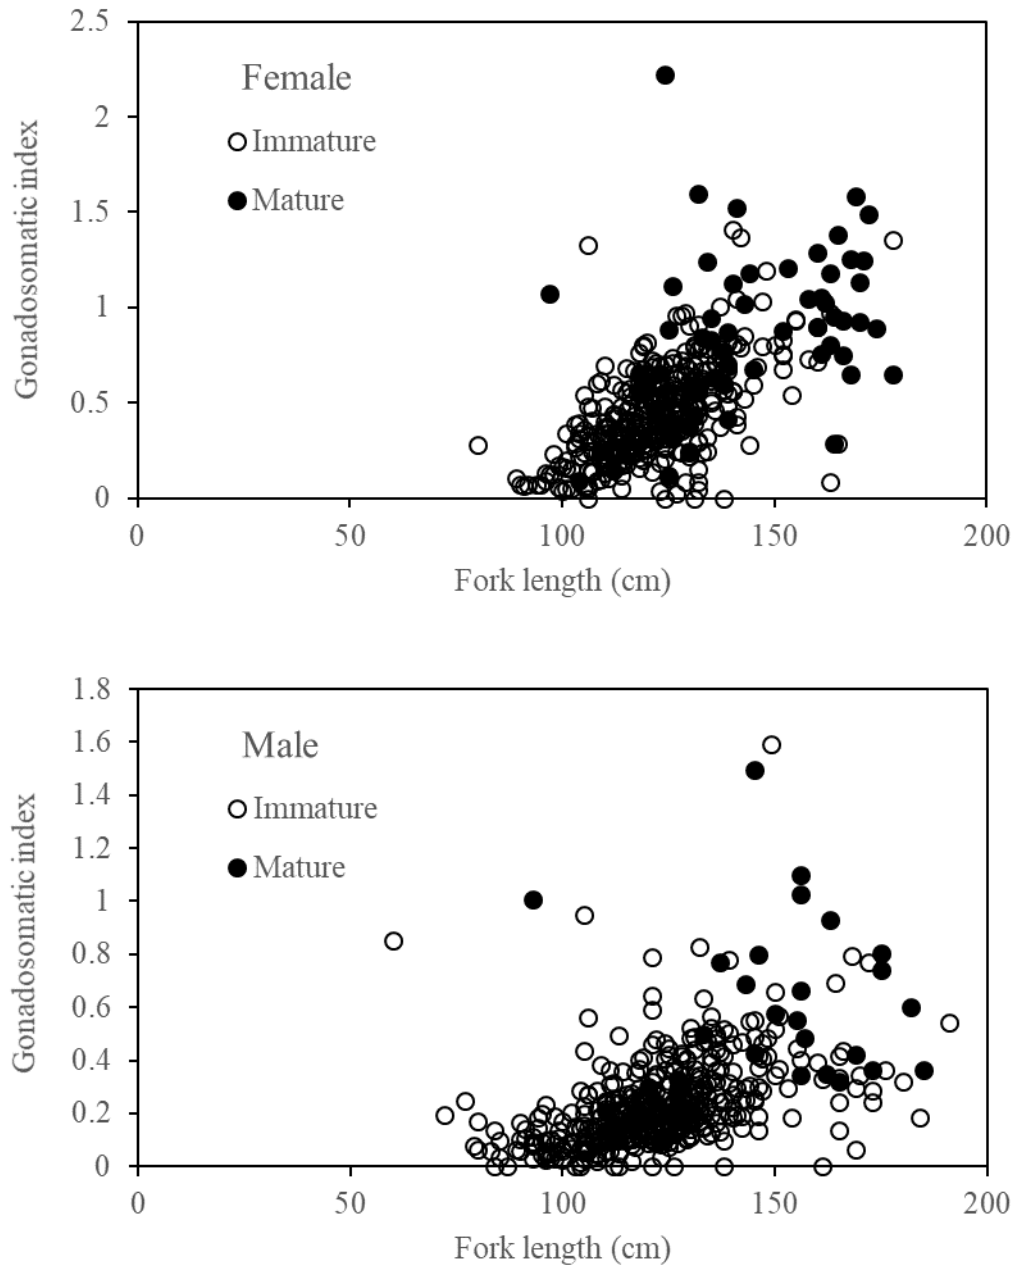 2.5
Female
2
Immature
Mature
1.5
Gonadosomatic index
1
0.5
0
0 50 100 150 200
Fork length (cm)
1.8
Male
1.6
Immature
1.4
1.2
Mature
1
Gonadosomatic index
0.8
0.6
0.4
0.2
0
0 50 100 150 200
Fork length (cm)